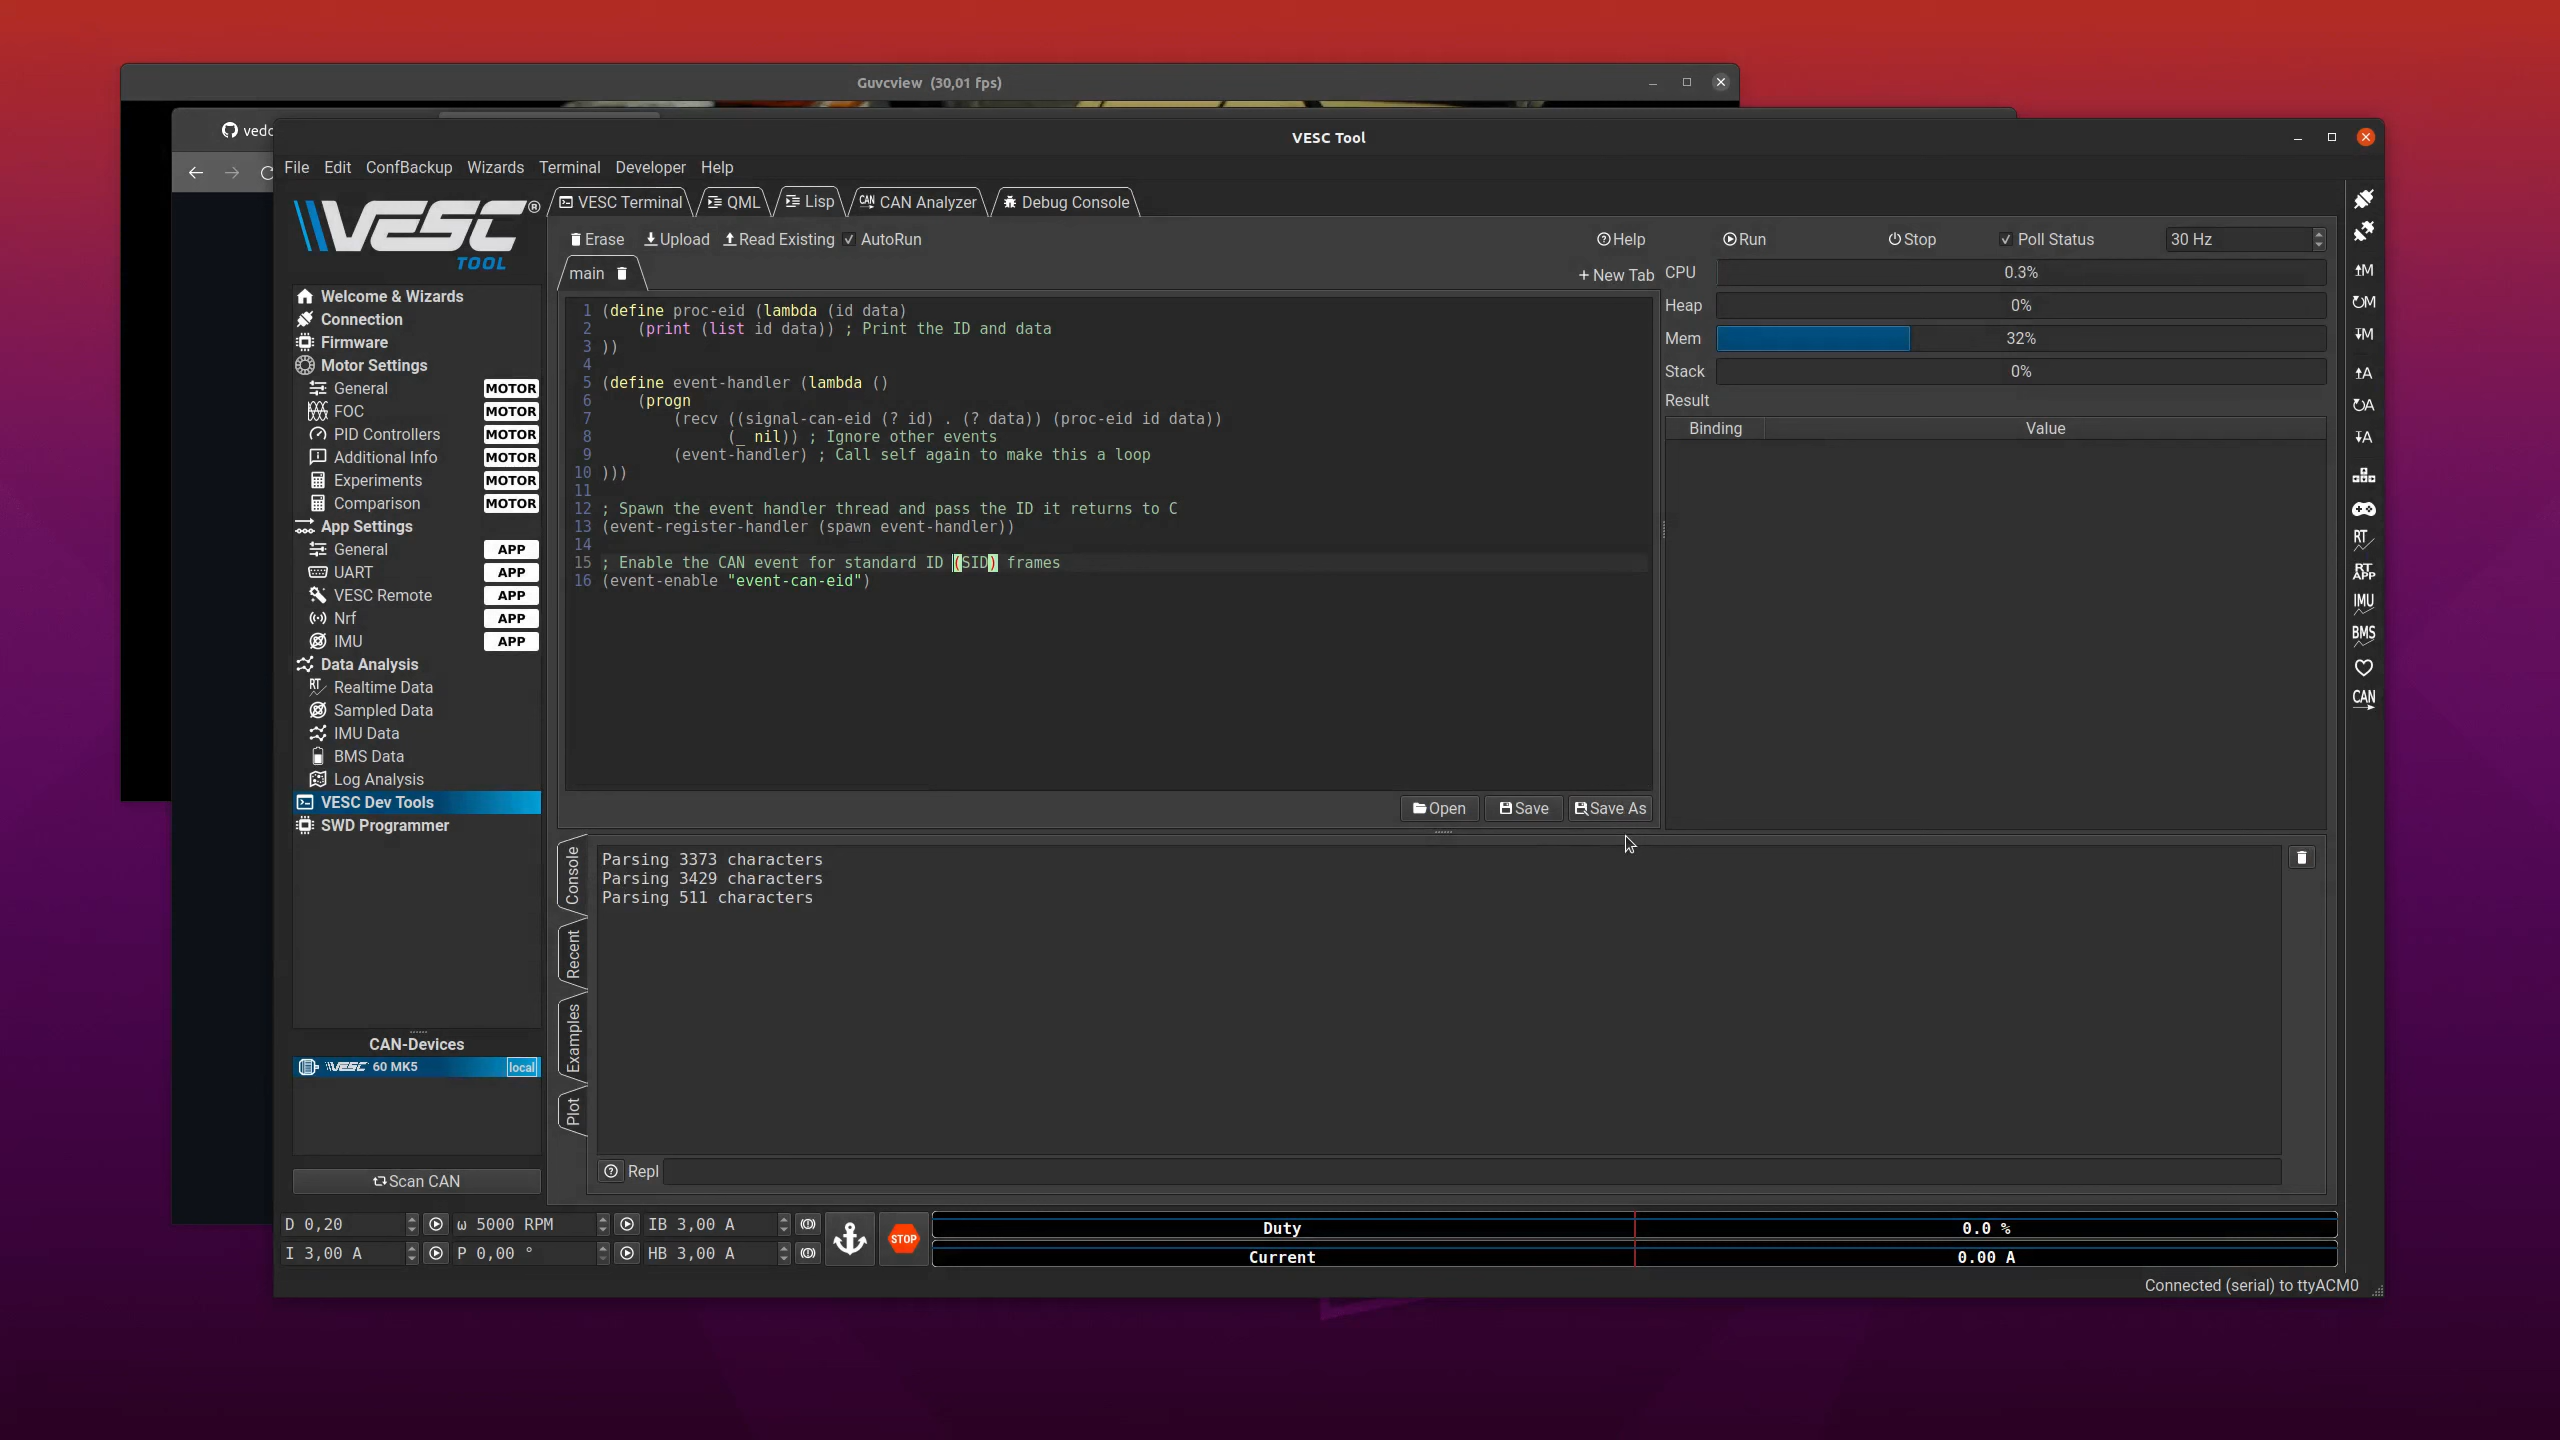 Guvcview (30,01 fps)
vedc
VESC Tool
File Edit ConfBackup Wizards Terminal Developer Help
VESC®
TOOL
VESC Terminal QML Lisp CAN Analyzer Debug Console
Erase Upload Read Existing AutoRun Help
main + New Tab
1 (define proc-eid (lambda (id data)
2 (print (list id data)) ; Print the ID and data
3 ))
4
5 (define event-handler (lambda ()
6 (progn
7 (recv ((signal-can-eid (? id) . (? data)) (proc-eid id data))
8 (_ nil)) ; Ignore other events
9 (event-handler) ; Call self again to make this a loop
10 )))
11
12 ; Spawn the event handler thread and pass the ID it returns to C
13 (event-register-handler (spawn event-handler))
14
15 ; Enable the CAN event for standard ID (SID) frames
16 (event-enable "event-can-eid")
Open Save Save As
Run Stop Poll Status 30 Hz
CPU 0.3%
Heap 0%
Mem 32%
Stack 0%
Result
Binding Value
Welcome & Wizards
Connection
Firmware
Motor Settings
General MOTOR
FOC MOTOR
PID Controllers MOTOR
Additional Info MOTOR
Experiments MOTOR
Comparison MOTOR
App Settings
General APP
UART APP
VESC Remote APP
Nrf APP
IMU APP
Data Analysis
RT Realtime Data
Sampled Data
IMU Data
BMS Data
Log Analysis
VESC Dev Tools
SWD Programmer
CAN-Devices
VESC 60 MK5 local
Scan CAN
Console
Recent
Examples
Plot
Parsing 3373 characters
Parsing 3429 characters
Parsing 511 characters
Repl
D 0,20 ω 5000 RPM IB 3,00 A
I 3,00 A P 0,00 ° HB 3,00 A
STOP
Duty 0.0 %
Current 0.00 A
Connected (serial) to ttyACM0
M
M
M
A
A
A
RT
RT
APP
IMU
BMS
CAN